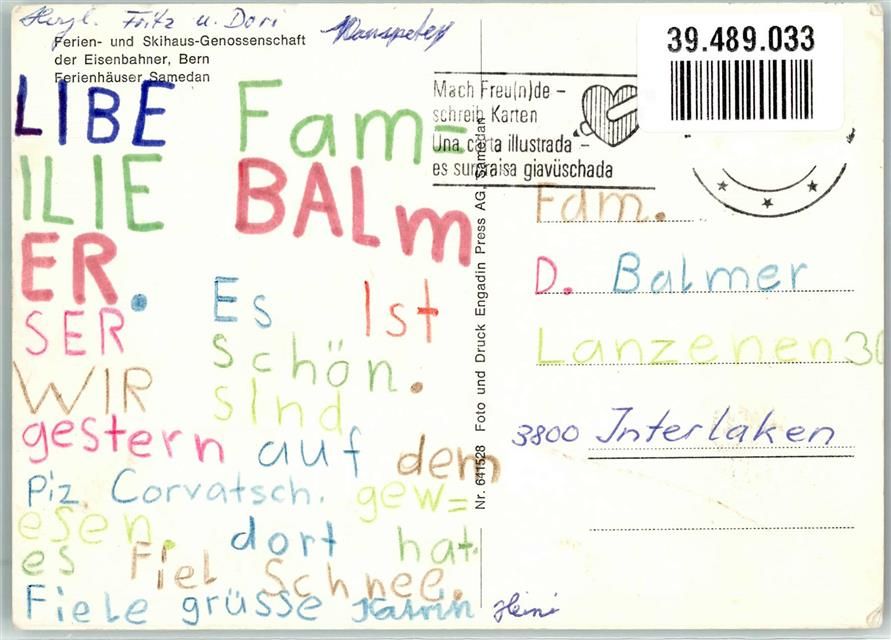 Herzl. Fritz u. Dori
Hanspeter
Ferien- und Skihaus-Genossenschaft
der Eisenbahner, Bern
Ferienhäuser Samedan
LIBE Fam=
ILIE BALm
ER. Es Ist
SER schön.
WIR sind
gestern auf dem
Piz Corvatsch. gew=
esen. dort hat
es Fiel Schnee.
Fiele grüsse Katrin
Heini
39.489.033
Mach Freu(n)de –
schreib Karten
Una carta illustrada –
es surpraisa giavüschada
Nr. 641528 Foto und Druck Engadin Press AG, Samedan
Fam.
D. Balmer
Lanzenen 30
3800 Interlaken